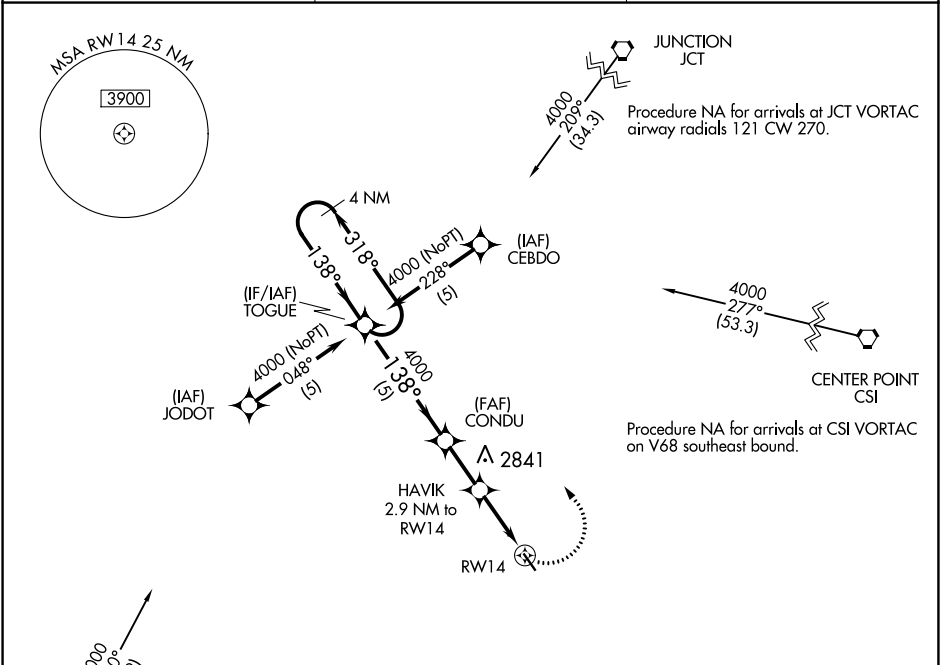 MSA RW14 25 NM
3900
JUNCTION
JCT
4000
209°
(34.3)
Procedure NA for arrivals at JCT VORTAC
airway radials 121 CW 270.
4 NM
318°
138°
4000 (NoPT)
228°
(5)
(IAF)
CEBDO
(IF/IAF)
TOGUE
4000 (NoPT)
048°
(5)
(IAF)
JODOT
4000
138°
(5)
4000
277°
(53.3)
CENTER POINT
CSI
(FAF)
CONDU
2841
Procedure NA for arrivals at CSI VORTAC
on V68 southeast bound.
HAVIK
2.9 NM to
RW14
RW14